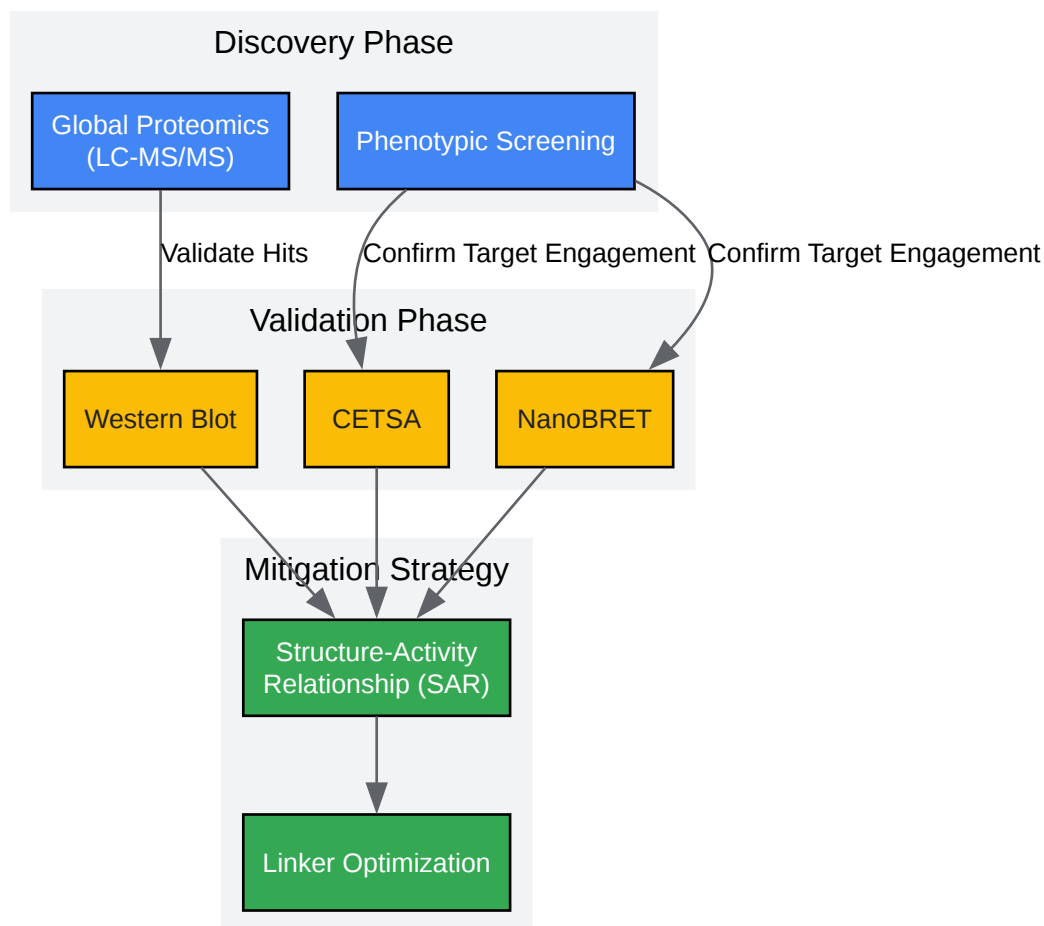 Discovery Phase
Global Proteomics
(LC-MS/MS)
Phenotypic Screening
Validate Hits
Confirm Target Engagement
Confirm Target Engagement
Validation Phase
Western Blot
CETSA
NanoBRET
Mitigation Strategy
Structure-Activity
Relationship (SAR)
Linker Optimization